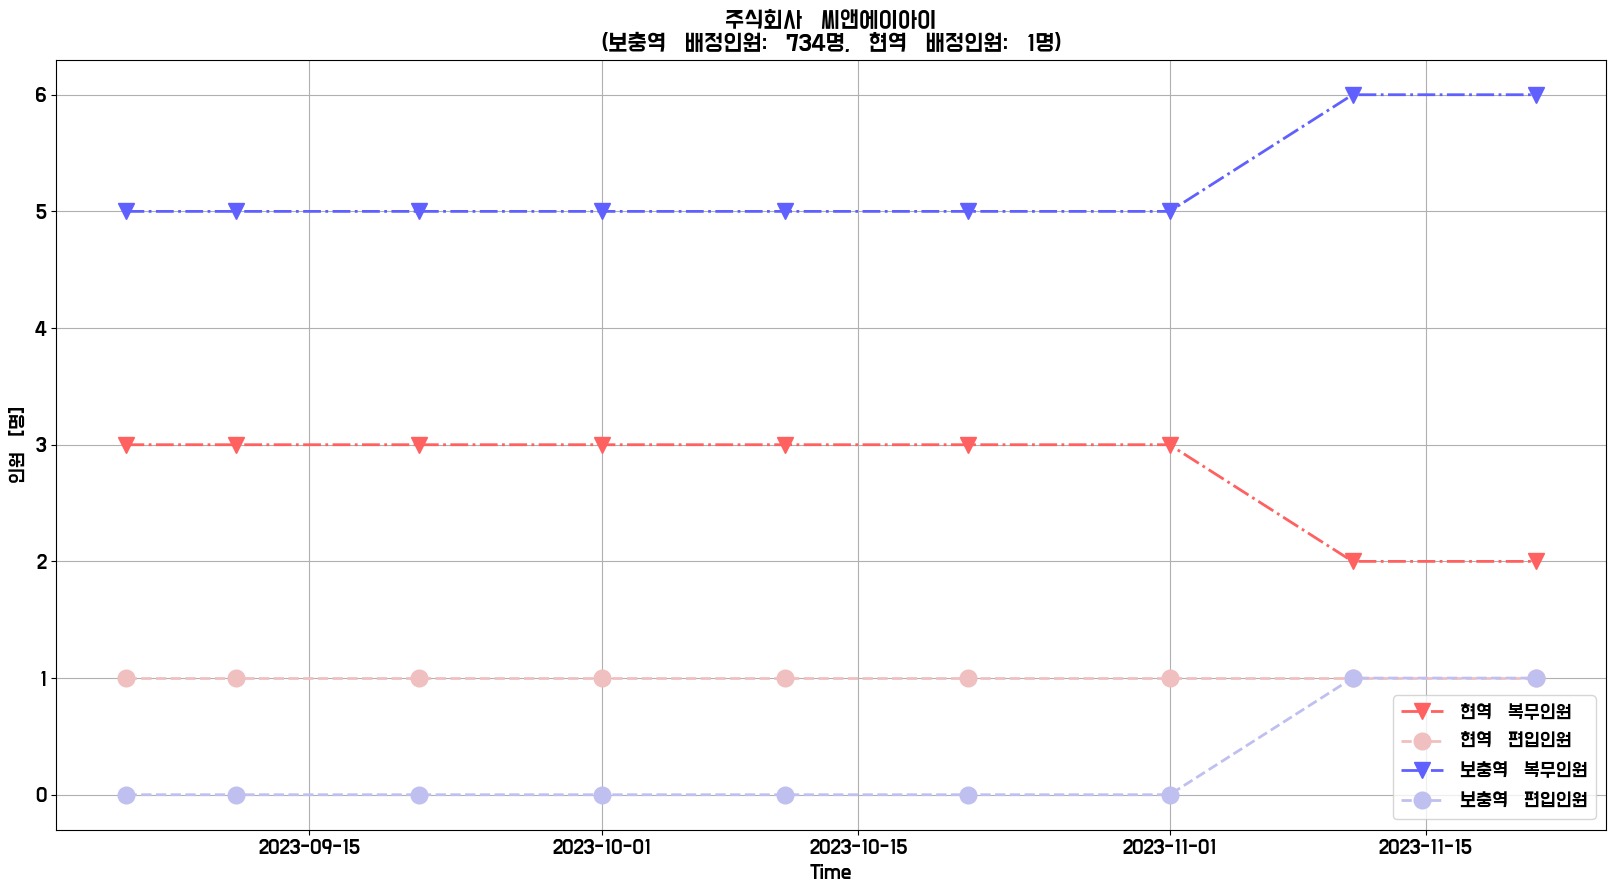 주식회사 씨앤에이아이
(보충역 배정인원: 734명, 현역 배정인원: 1명)
6
5
4
3
2
1
0
인원 [명]
2023-09-15
2023-10-01
2023-10-15
2023-11-01
2023-11-15
Time
현역 복무인원
현역 편입인원
보충역 복무인원
보충역 편입인원